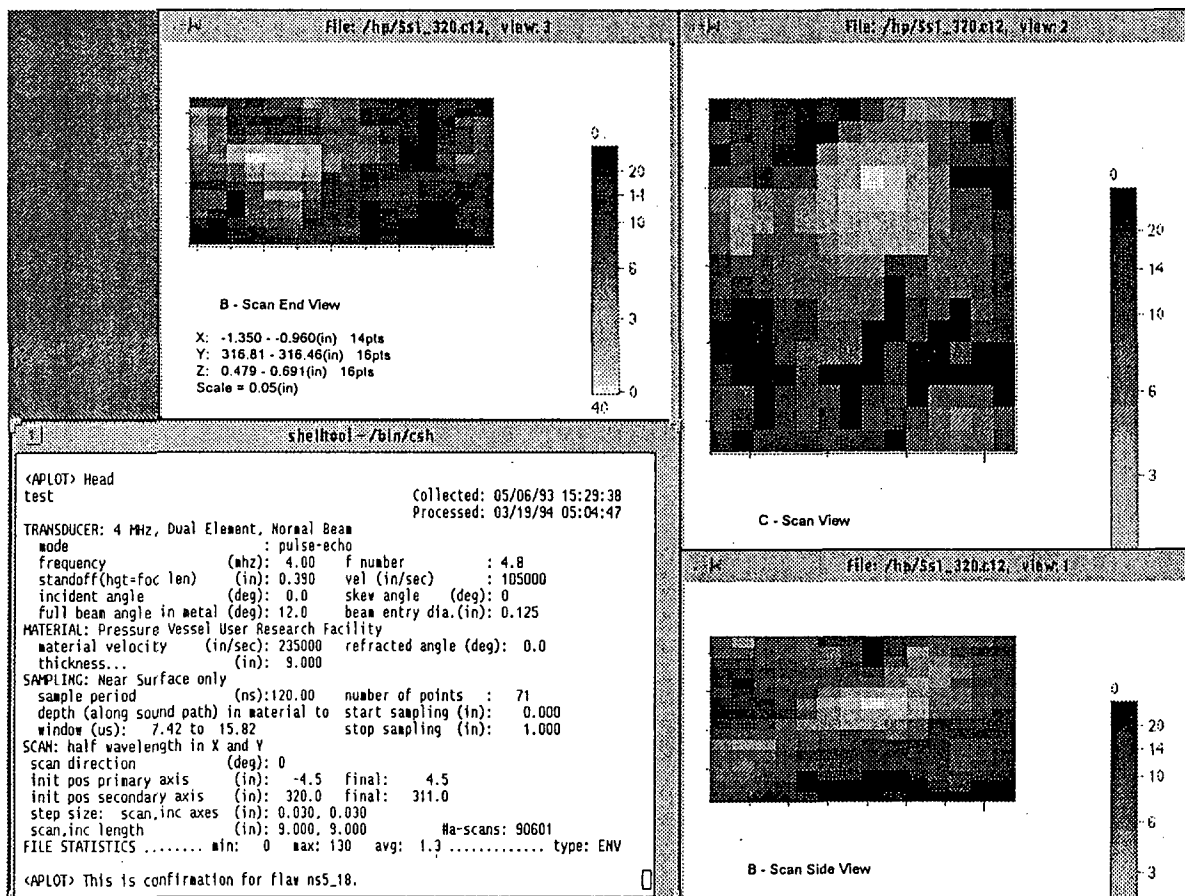 File: /hp/5s1_320.c12, view: 3
0
20
14
10
6
3
0
40
B - Scan End View
X: -1.350 - -0.960(in) 14pts
Y: 316.81 - 316.46(in) 16pts
Z: 0.479 - 0.691(in) 16pts
Scale = 0.05(in)
File: /hp/5s1_320.c12, view: 2
0
20
14
10
6
3
C - Scan View
1 shelltool - /bin/csh
<APLOT> Head
test Collected: 05/06/93 15:29:38
Processed: 03/19/94 05:04:47
TRANSDUCER: 4 MHz, Dual Element, Normal Beam
mode : pulse-echo
frequency (mhz): 4.00 f number : 4.8
standoff(hgt=foc len) (in): 0.390 vel (in/sec) : 105000
incident angle (deg): 0.0 skew angle (deg): 0
full beam angle in metal (deg): 12.0 beam entry dia.(in): 0.125
MATERIAL: Pressure Vessel User Research Facility
material velocity (in/sec): 235000 refracted angle (deg): 0.0
thickness... (in): 9.000
SAMPLING: Near Surface only
sample period (ns):120.00 number of points : 71
depth (along sound path) in material to start sampling (in): 0.000
window (us): 7.42 to 15.82 stop sampling (in): 1.000
SCAN: half wavelength in X and Y
scan direction (deg): 0
init pos primary axis (in): -4.5 final: 4.5
init pos secondary axis (in): 320.0 final: 311.0
step size: scan,inc axes (in): 0.030, 0.030
scan,inc length (in): 9.000, 9.000 #a-scans: 90601
FILE STATISTICS ........ min: 0 max: 130 avg: 1.3 ............. type: ENV
<APLOT> This is confirmation for flaw ns5_18.
File: /hp/5s1_320.c12, view: 1
0
20
14
10
6
3
B - Scan Side View